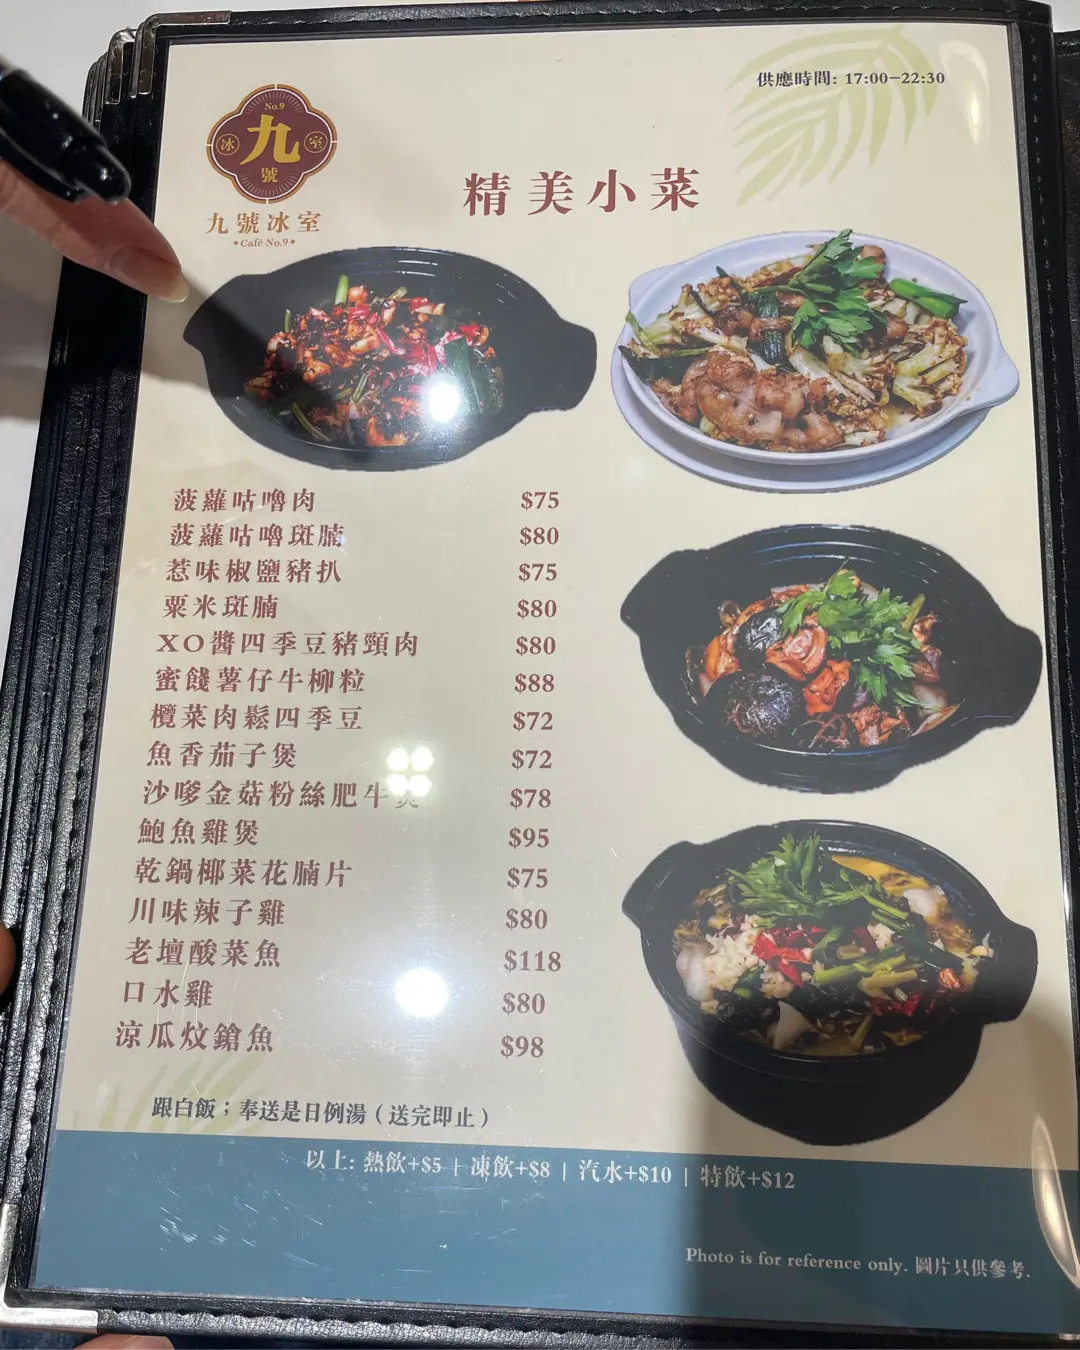 供應時間: 17:00-22:30
No.9
冰 九 室
號
九號冰室
•Café No.9•
精美小菜
菠蘿咕嚕肉 $75
菠蘿咕嚕斑腩 $80
惹味椒鹽豬扒 $75
粟米斑腩 $80
XO醬四季豆豬頸肉 $80
蜜餞薯仔牛柳粒 $88
欖菜肉鬆四季豆 $72
魚香茄子煲 $72
沙嗲金菇粉絲肥牛煲 $78
鮑魚雞煲 $95
乾鍋椰菜花腩片 $75
川味辣子雞 $80
老壇酸菜魚 $118
口水雞 $80
涼瓜炆鎗魚 $98
跟白飯；奉送是日例湯（送完即止）
以上: 熱飲+$5 | 凍飲+$8 | 汽水+$10 | 特飲+$12
Photo is for reference only. 圖片只供參考.